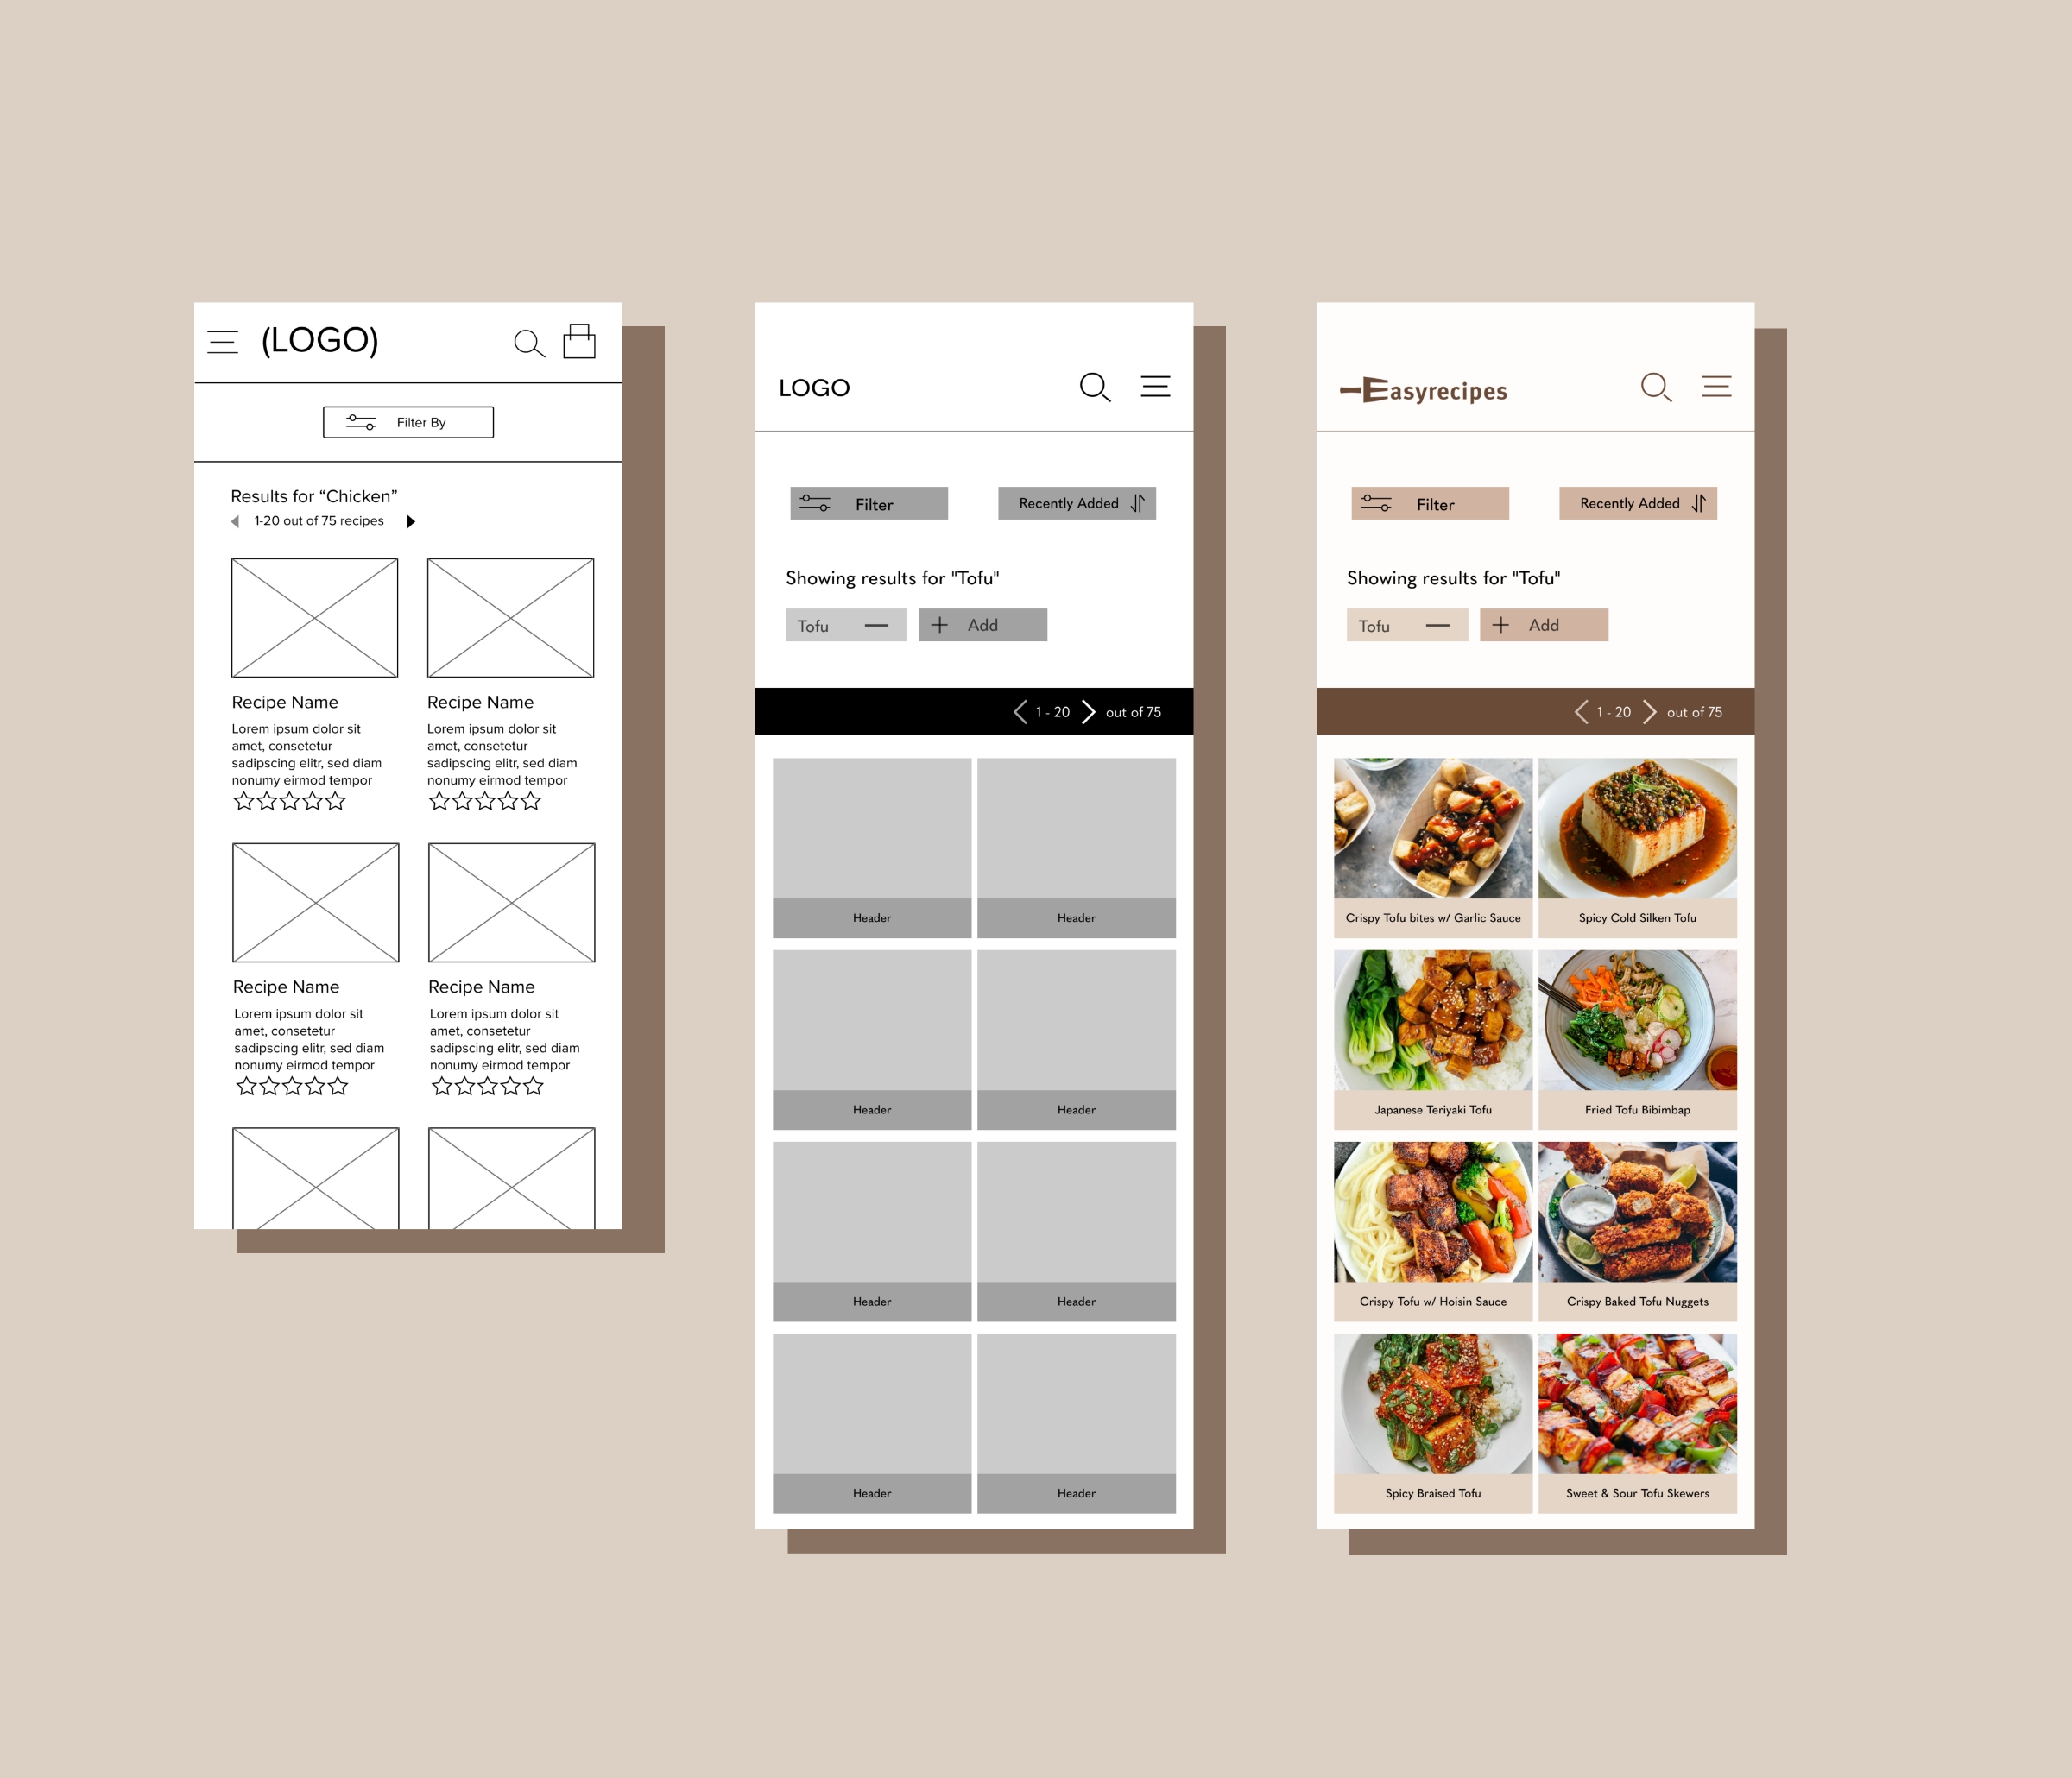 (LOGO)
Filter By
Results for “Chicken”
1-20 out of 75 recipes
Recipe Name
Lorem ipsum dolor sit
amet, consetetur
sadipscing elitr, sed diam
nonumy eirmod tempor
Recipe Name
Lorem ipsum dolor sit
amet, consetetur
sadipscing elitr, sed diam
nonumy eirmod tempor
Recipe Name
Lorem ipsum dolor sit
amet, consetetur
sadipscing elitr, sed diam
nonumy eirmod tempor
Recipe Name
Lorem ipsum dolor sit
amet, consetetur
sadipscing elitr, sed diam
nonumy eirmod tempor
LOGO
Filter
Recently Added
Showing results for "Tofu"
Tofu
Add
1 - 20 out of 75
Header
Header
Header
Header
Header
Header
Header
Header
Easyrecipes
Filter
Recently Added
Showing results for "Tofu"
Tofu
Add
1 - 20 out of 75
Crispy Tofu bites w/ Garlic Sauce
Spicy Cold Silken Tofu
Japanese Teriyaki Tofu
Fried Tofu Bibimbap
Crispy Tofu w/ Hoisin Sauce
Crispy Baked Tofu Nuggets
Spicy Braised Tofu
Sweet & Sour Tofu Skewers